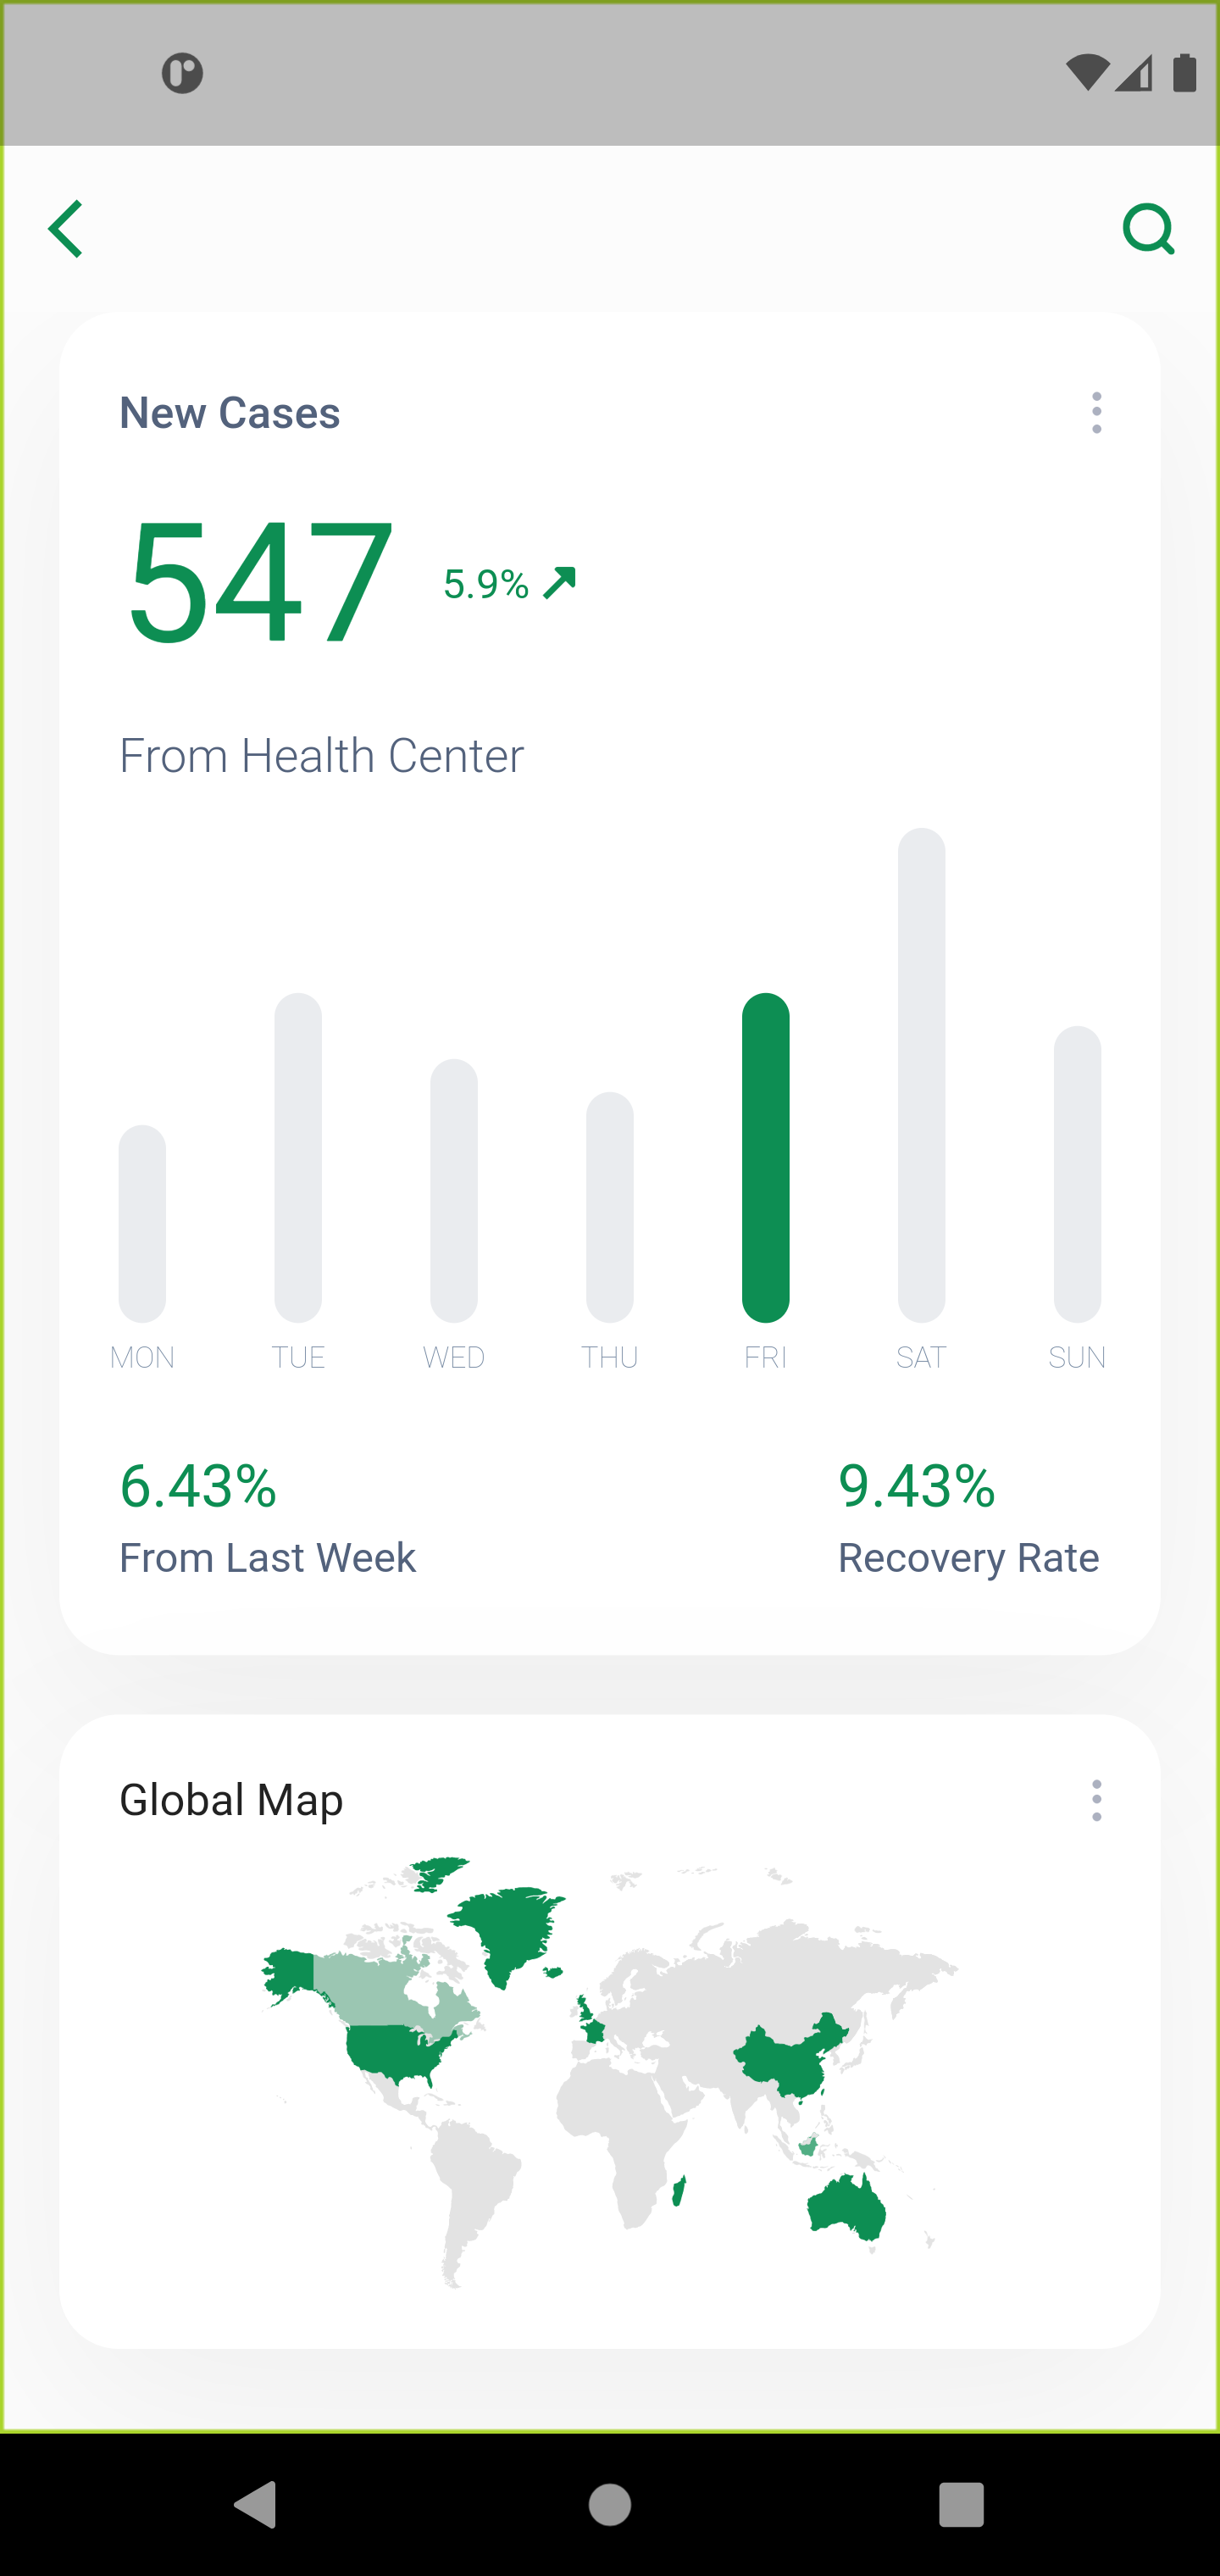 New Cases
547 5.9%
From Health Center
MON TUE WED THU FRI SAT SUN
6.43% 9.43%
From Last Week Recovery Rate
Global Map